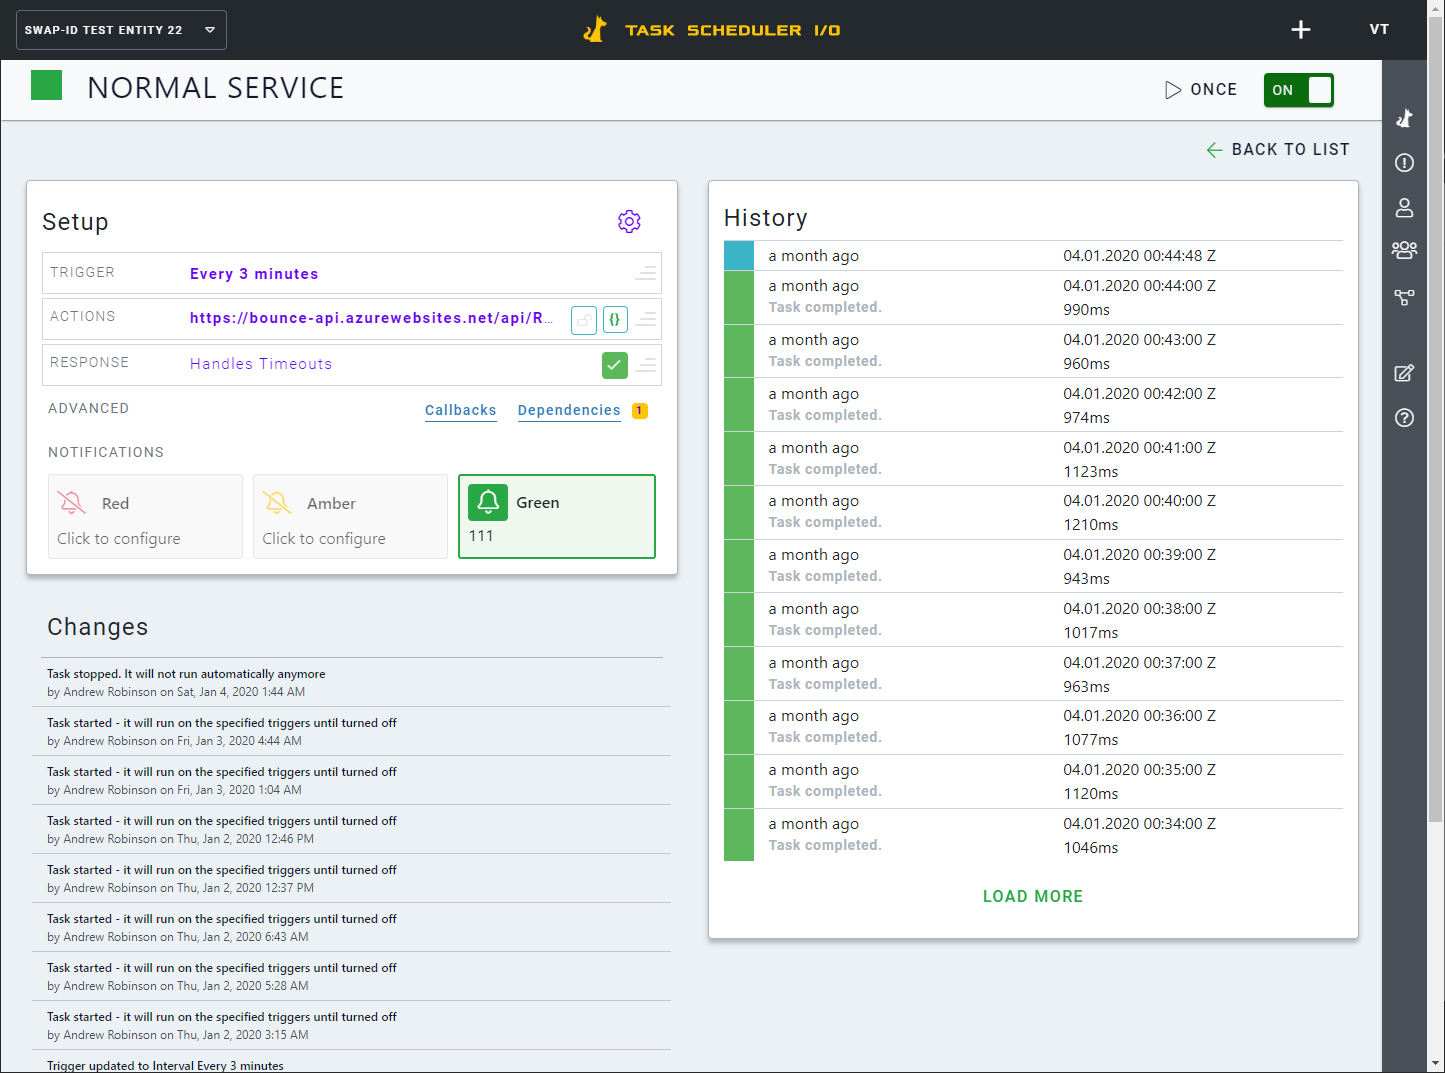 SWAP-ID TEST ENTITY 22
TASK SCHEDULER I/O
VT
NORMAL SERVICE
ONCE
ON
BACK TO LIST
Setup
TRIGGER
Every 3 minutes
ACTIONS
https://bounce-api.azurewebsites.net/api/R...
{}
RESPONSE
Handles Timeouts
ADVANCED
Callbacks
Dependencies
1
NOTIFICATIONS
Red
Click to configure
Amber
Click to configure
Green
111
Changes
Task stopped. It will not run automatically anymore
by Andrew Robinson on Sat, Jan 4, 2020 1:44 AM
Task started - it will run on the specified triggers until turned off
by Andrew Robinson on Fri, Jan 3, 2020 4:44 AM
Task started - it will run on the specified triggers until turned off
by Andrew Robinson on Fri, Jan 3, 2020 1:04 AM
Task started - it will run on the specified triggers until turned off
by Andrew Robinson on Thu, Jan 2, 2020 12:46 PM
Task started - it will run on the specified triggers until turned off
by Andrew Robinson on Thu, Jan 2, 2020 12:37 PM
Task started - it will run on the specified triggers until turned off
by Andrew Robinson on Thu, Jan 2, 2020 6:43 AM
Task started - it will run on the specified triggers until turned off
by Andrew Robinson on Thu, Jan 2, 2020 5:28 AM
Task started - it will run on the specified triggers until turned off
by Andrew Robinson on Thu, Jan 2, 2020 3:15 AM
Trigger updated to Interval Every 3 minutes
History
a month ago
04.01.2020 00:44:48 Z
a month ago
04.01.2020 00:44:00 Z
Task completed.
990ms
a month ago
04.01.2020 00:43:00 Z
Task completed.
960ms
a month ago
04.01.2020 00:42:00 Z
Task completed.
974ms
a month ago
04.01.2020 00:41:00 Z
Task completed.
1123ms
a month ago
04.01.2020 00:40:00 Z
Task completed.
1210ms
a month ago
04.01.2020 00:39:00 Z
Task completed.
943ms
a month ago
04.01.2020 00:38:00 Z
Task completed.
1017ms
a month ago
04.01.2020 00:37:00 Z
Task completed.
963ms
a month ago
04.01.2020 00:36:00 Z
Task completed.
1077ms
a month ago
04.01.2020 00:35:00 Z
Task completed.
1120ms
a month ago
04.01.2020 00:34:00 Z
Task completed.
1046ms
LOAD MORE